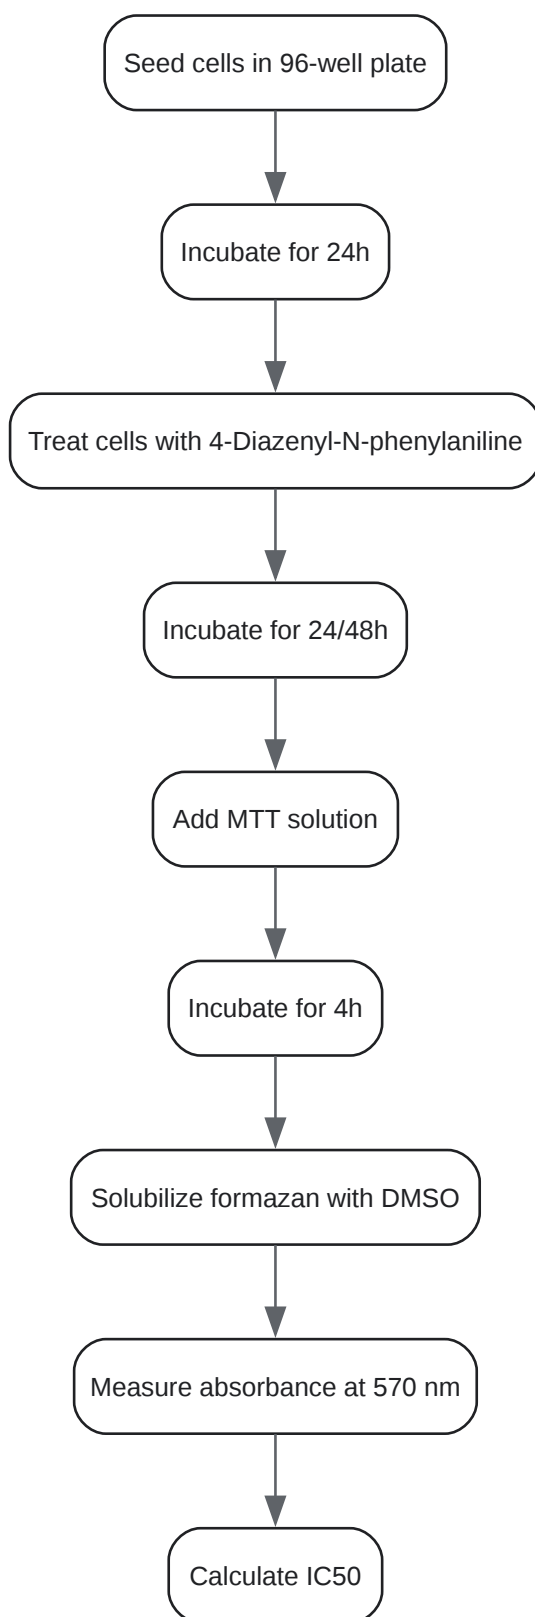 Seed cells in 96-well plate
Incubate for 24h
Treat cells with 4-Diazenyl-N-phenylaniline
Incubate for 24/48h
Add MTT solution
Incubate for 4h
Solubilize formazan with DMSO
Measure absorbance at 570 nm
Calculate IC50